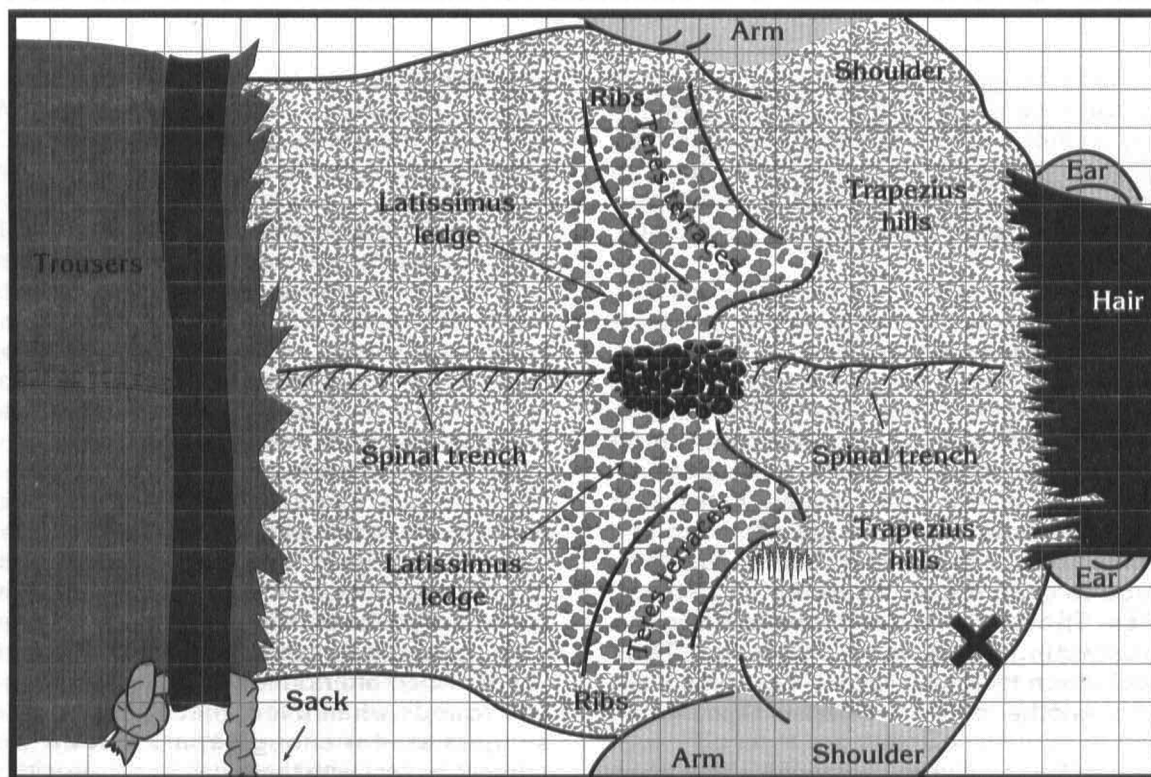 Arm
Shoulder
Ribs
Teres terraces
Ear
Latissimus
ledge
Trapezius
hills
Trousers
Hair
Spinal trench
Spinal trench
Trapezius
hills
Latissimus
ledge
Teres terraces
Ear
Sack
Ribs
Arm
Shoulder